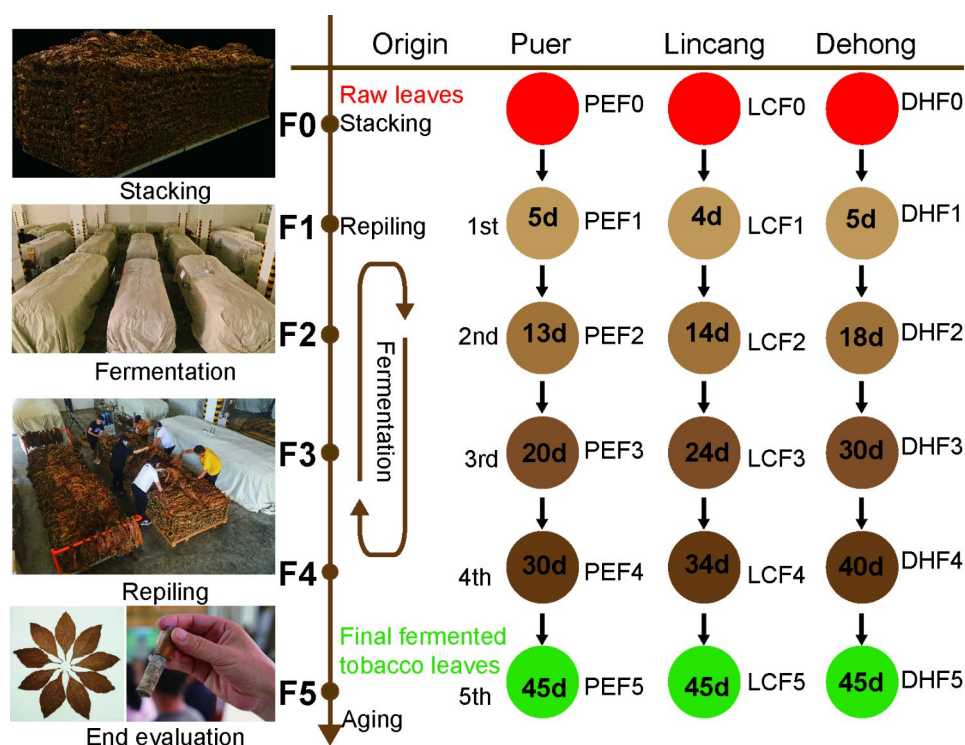 Origin
Puer
Lincang
Dehong
Raw leaves
F0
Stacking
PEF0
LCF0
DHF0
Stacking
F1
Repiling
1st
5d
PEF1
4d
LCF1
5d
DHF1
F2
2nd
13d
PEF2
14d
LCF2
18d
DHF2
Fermentation
Fermentation
F3
3rd
20d
PEF3
24d
LCF3
30d
DHF3
F4
4th
30d
PEF4
34d
LCF4
40d
DHF4
Repiling
Final fermented
tobacco leaves
F5
5th
45d
PEF5
45d
LCF5
45d
DHF5
Aging
End evaluation